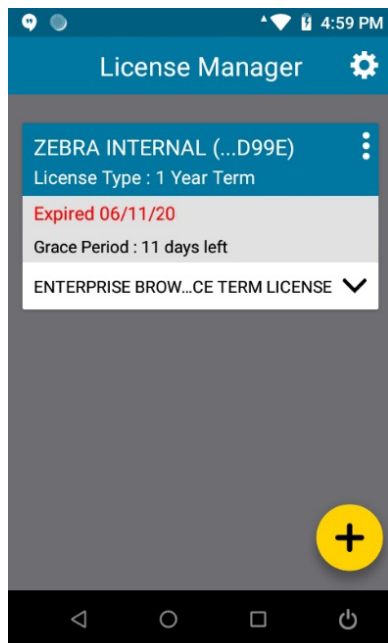 4:59 PM
License Manager
ZEBRA INTERNAL (...D99E)
License Type : 1 Year Term
Expired 06/11/20
Grace Period : 11 days left
ENTERPRISE BROW...CE TERM LICENSE